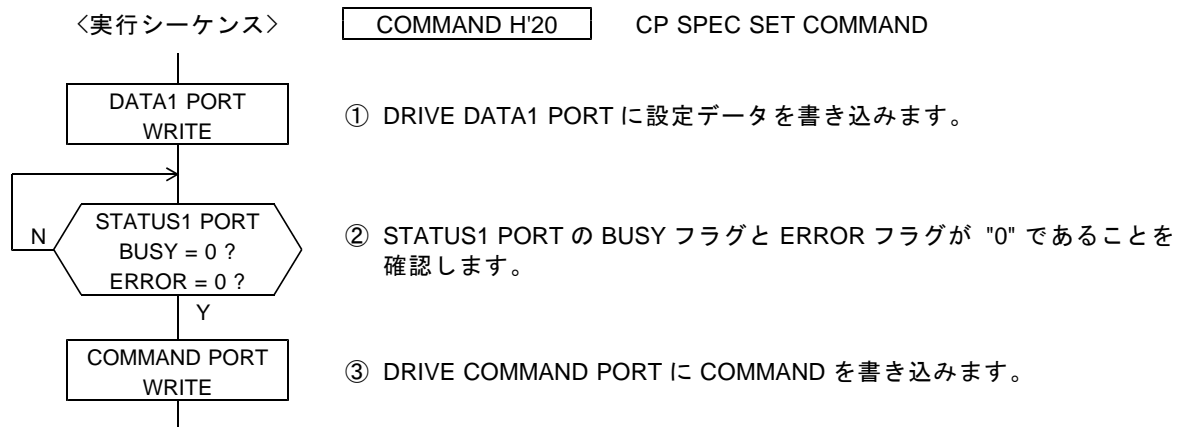 〈実行シーケンス〉 COMMAND H'20 CP SPEC SET COMMAND
DATA1 PORT
WRITE
① DRIVE DATA1 PORT に設定データを書き込みます。
N
STATUS1 PORT
BUSY = 0 ?
ERROR = 0 ?
② STATUS1 PORT の BUSY フラグと ERROR フラグが "0" であることを
確認します。
Y
COMMAND PORT
WRITE
③ DRIVE COMMAND PORT に COMMAND を書き込みます。